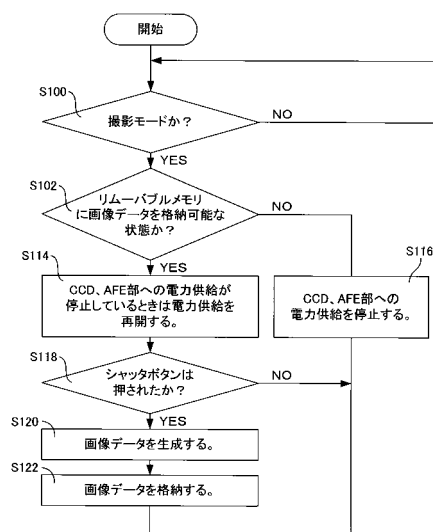 開始
S100
撮影モードか？
NO
YES
S102
リムーバブルメモリ
に画像データを格納可能な
状態か？
NO
YES
S114
CCD、AFE部への電力供給が
停止しているときは電力供給を
再開する。
S116
CCD、AFE部への
電力供給を停止する。
S118
シャッタボタンは
押されたか？
NO
YES
S120
画像データを生成する。
S122
画像データを格納する。